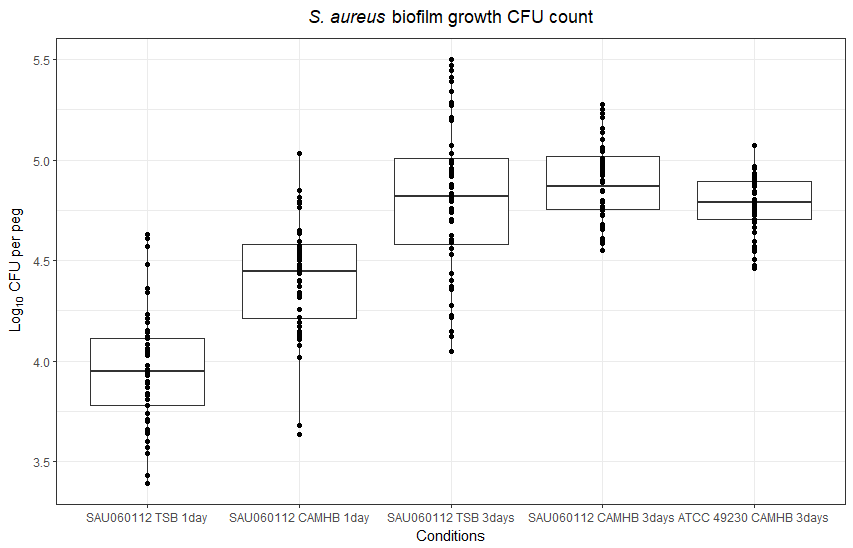 S. aureus biofilm growth CFU count
Log₁₀ CFU per peg
5.5
5.0
4.5
4.0
3.5
SAU060112 TSB 1day SAU060112 CAMHB 1day SAU060112 TSB 3days SAU060112 CAMHB 3days ATCC 49230 CAMHB 3days
Conditions